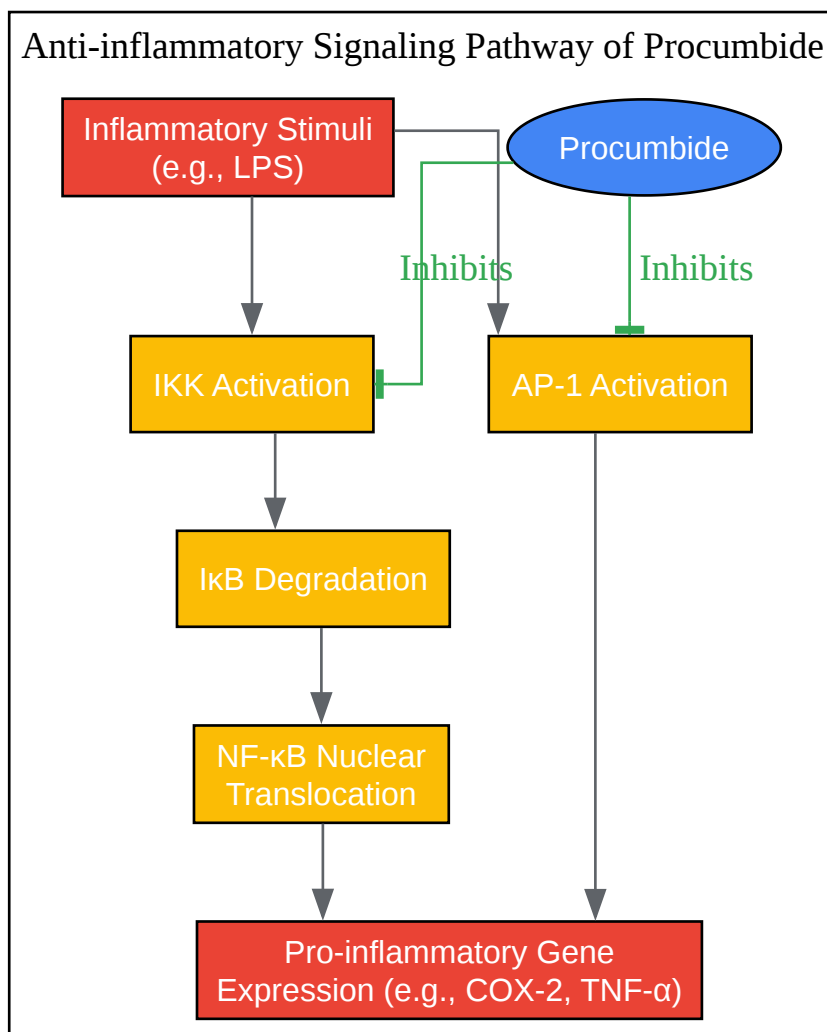 Anti-inflammatory Signaling Pathway of Procumbide
Inflammatory Stimuli
(e.g., LPS)
Procumbide
Inhibits
Inhibits
IKK Activation
AP-1 Activation
IκB Degradation
NF-κB Nuclear
Translocation
Pro-inflammatory Gene
Expression (e.g., COX-2, TNF-α)